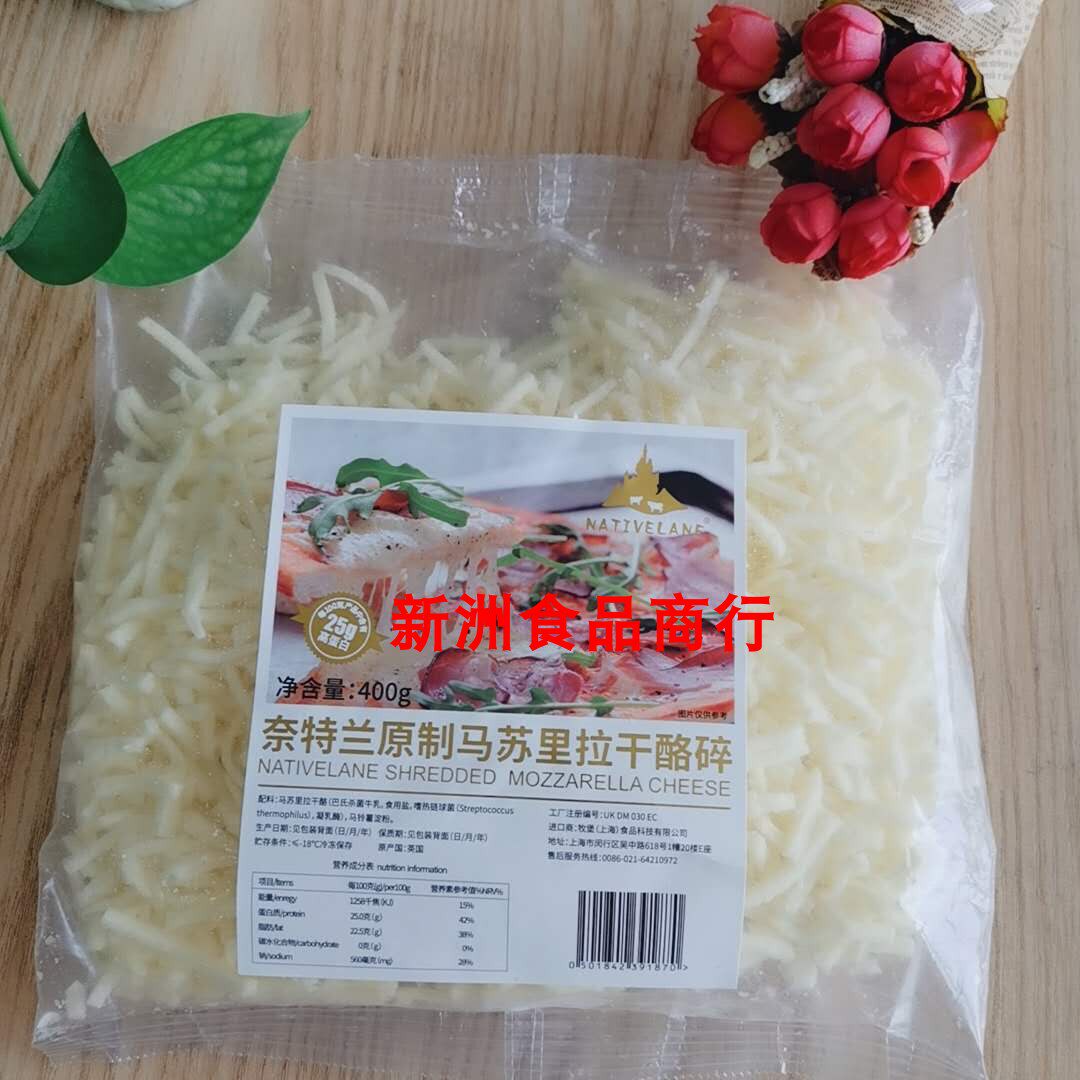 NATIVELANE
每100克产品中含有
25g
高蛋白
新洲食品商行
净含量:400g
图片仅供参考
奈特兰原制马苏里拉干酪碎
NATIVELANE SHREDDED MOZZARELLA CHEESE
配料:马苏里拉干酪(巴氏杀菌牛乳,食用盐,嗜热链球菌(Streptococcus
thermophilus),凝乳酶),马铃薯淀粉。
生产日期:见包装背面(日/月/年) 保质期:见包装背面(日/月/年)
贮存条件:≤-18℃冷冻保存 原产国:英国
工厂注册编号:UK DM 030 EC
进口商:牧堡(上海)食品科技有限公司
地址:上海市闵行区吴中路618号1幢20楼E座
售后服务热线:0086-021-64210972
营养成分表 nutrition information
项目/Items 每100克(g)/per100g 营养素参考值%NRV%
能量/enregy 1258千焦(KJ) 15%
蛋白质/protein 25.0克(g) 42%
脂肪/fat 22.5克(g) 38%
碳水化合物/carbohydrate 0克(g) 0%
钠/sodium 560毫克(mg) 28%
0 501842 391870 >